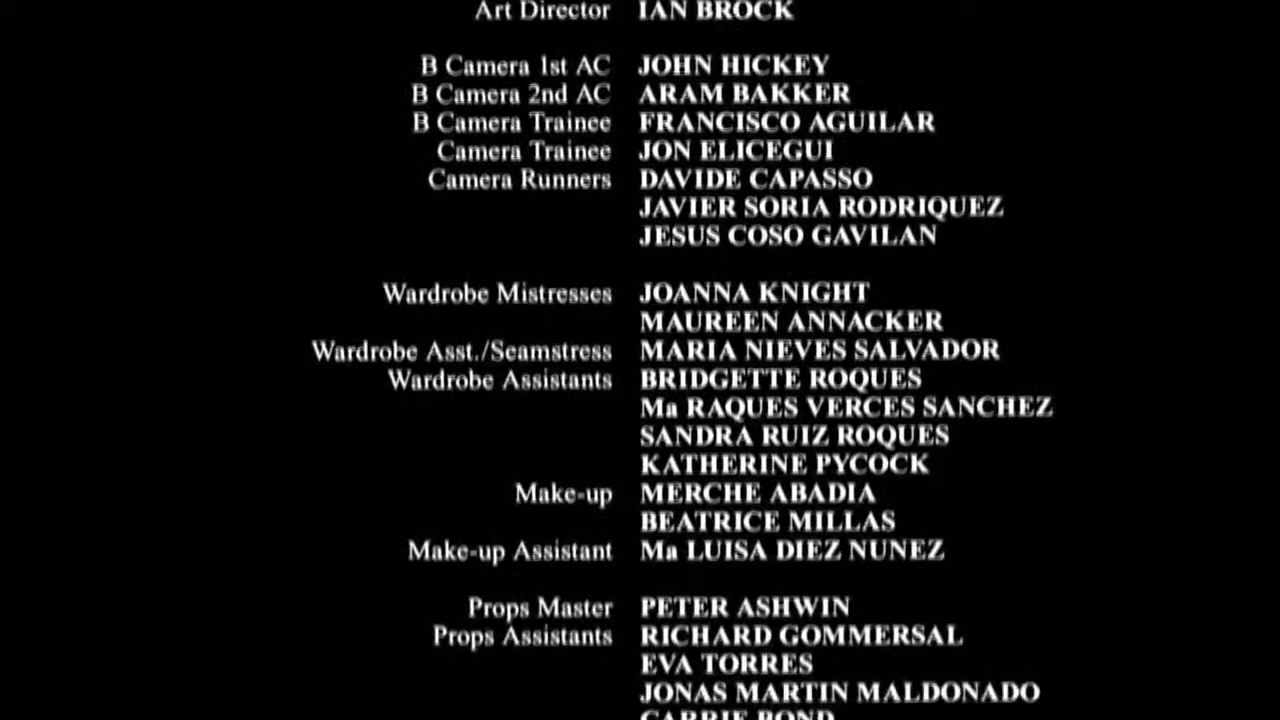 Art Director IAN BROCK
B Camera 1st AC JOHN HICKEY
B Camera 2nd AC ARAM BAKKER
B Camera Trainee FRANCISCO AGUILAR
Camera Trainee JON ELICEGUI
Camera Runners DAVIDE CAPASSO
JAVIER SORIA RODRIQUEZ
JESUS COSO GAVILAN
Wardrobe Mistresses JOANNA KNIGHT
MAUREEN ANNACKER
Wardrobe Asst./Seamstress MARIA NIEVES SALVADOR
Wardrobe Assistants BRIDGETTE ROQUES
Ma RAQUES VERCES SANCHEZ
SANDRA RUIZ ROQUES
KATHERINE PYCOCK
Make-up MERCHE ABADIA
BEATRICE MILLAS
Make-up Assistant Ma LUISA DIEZ NUNEZ
Props Master PETER ASHWIN
Props Assistants RICHARD GOMMERSAL
EVA TORRES
JONAS MARTIN MALDONADO
CARRIE POND